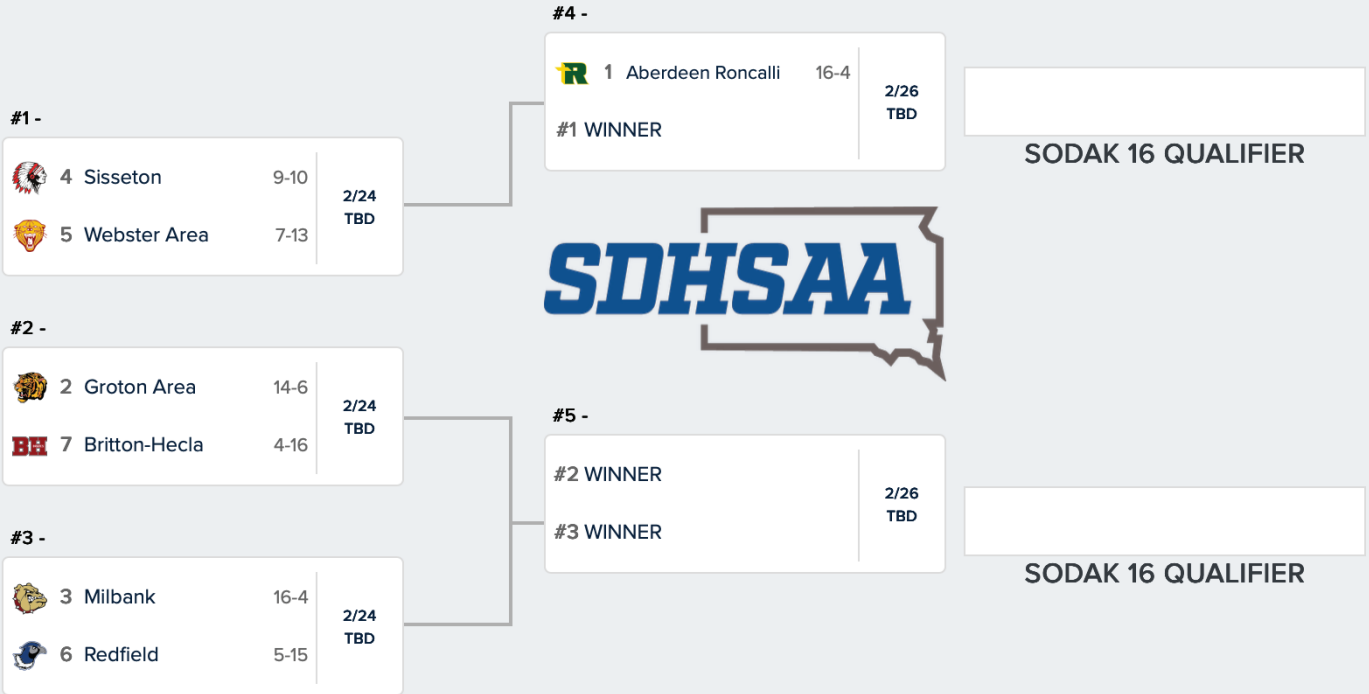 #1 -
4 Sisseton 9-10
5 Webster Area 7-13
2/24
TBD
#2 -
2 Groton Area 14-6
BH 7 Britton-Hecla 4-16
2/24
TBD
#3 -
3 Milbank 16-4
6 Redfield 5-15
2/24
TBD
#4 -
R 1 Aberdeen Roncalli 16-4
#1 WINNER
2/26
TBD
SDHSAA
#5 -
#2 WINNER
#3 WINNER
2/26
TBD
SODAK 16 QUALIFIER
SODAK 16 QUALIFIER